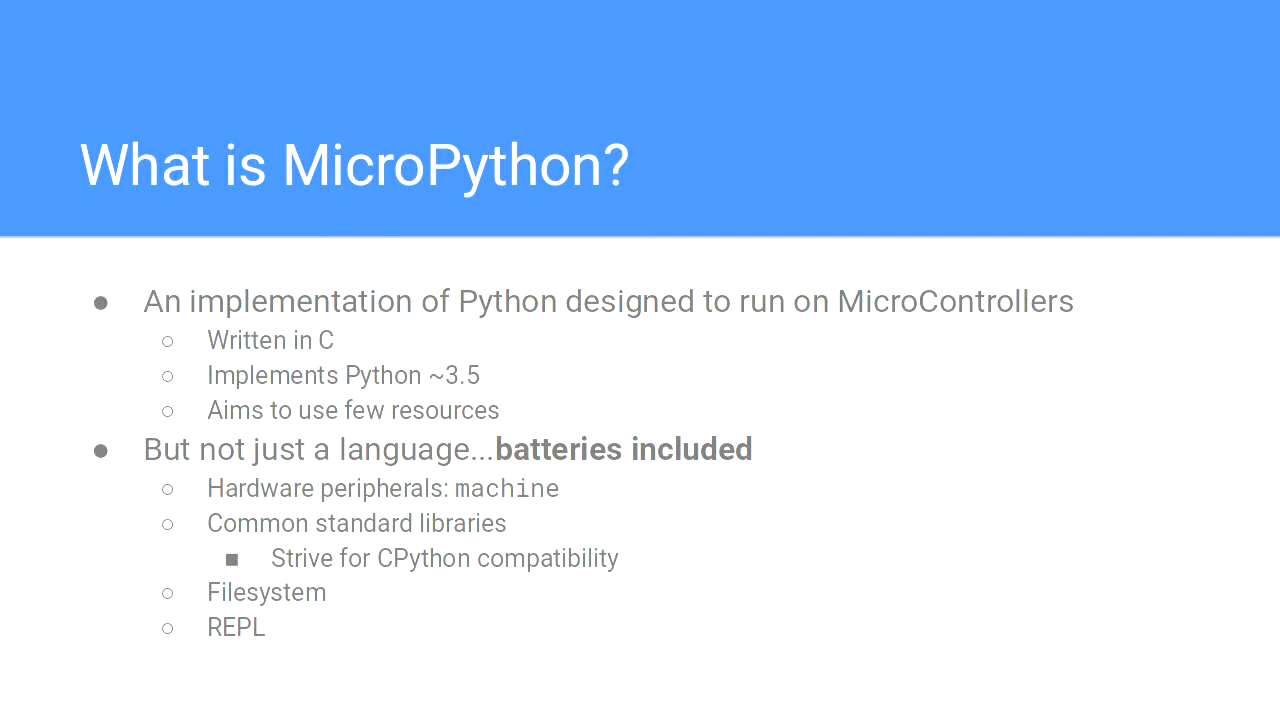 What is MicroPython?
● An implementation of Python designed to run on MicroControllers
○ Written in C
○ Implements Python ~3.5
○ Aims to use few resources
● But not just a language...batteries included
○ Hardware peripherals: machine
○ Common standard libraries
■ Strive for CPython compatibility
○ Filesystem
○ REPL